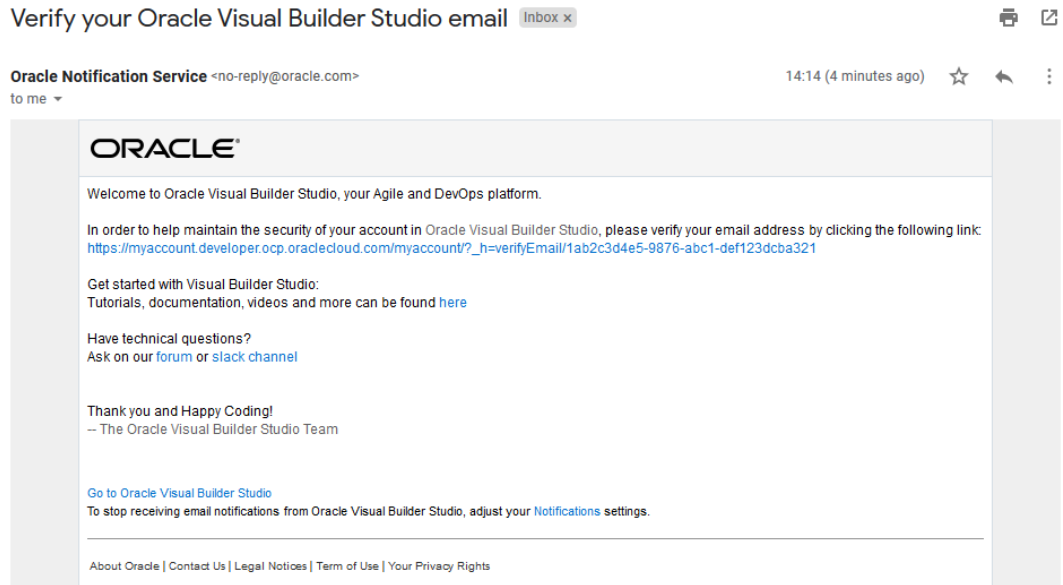 Verify your Oracle Visual Builder Studio email Inbox x
Oracle Notification Service <no-reply@oracle.com> 14:14 (4 minutes ago)
to me
ORACLE
Welcome to Oracle Visual Builder Studio, your Agile and DevOps platform.
In order to help maintain the security of your account in Oracle Visual Builder Studio, please verify your email address by clicking the following link:
https://myaccount.developer.ocp.oraclecloud.com/myaccount/?_h=verifyEmail/1ab2c3d4e5-9876-abc1-def123dcba321
Get started with Visual Builder Studio:
Tutorials, documentation, videos and more can be found here
Have technical questions?
Ask on our forum or slack channel
Thank you and Happy Coding!
-- The Oracle Visual Builder Studio Team
Go to Oracle Visual Builder Studio
To stop receiving email notifications from Oracle Visual Builder Studio, adjust your Notifications settings.
About Oracle | Contact Us | Legal Notices | Term of Use | Your Privacy Rights